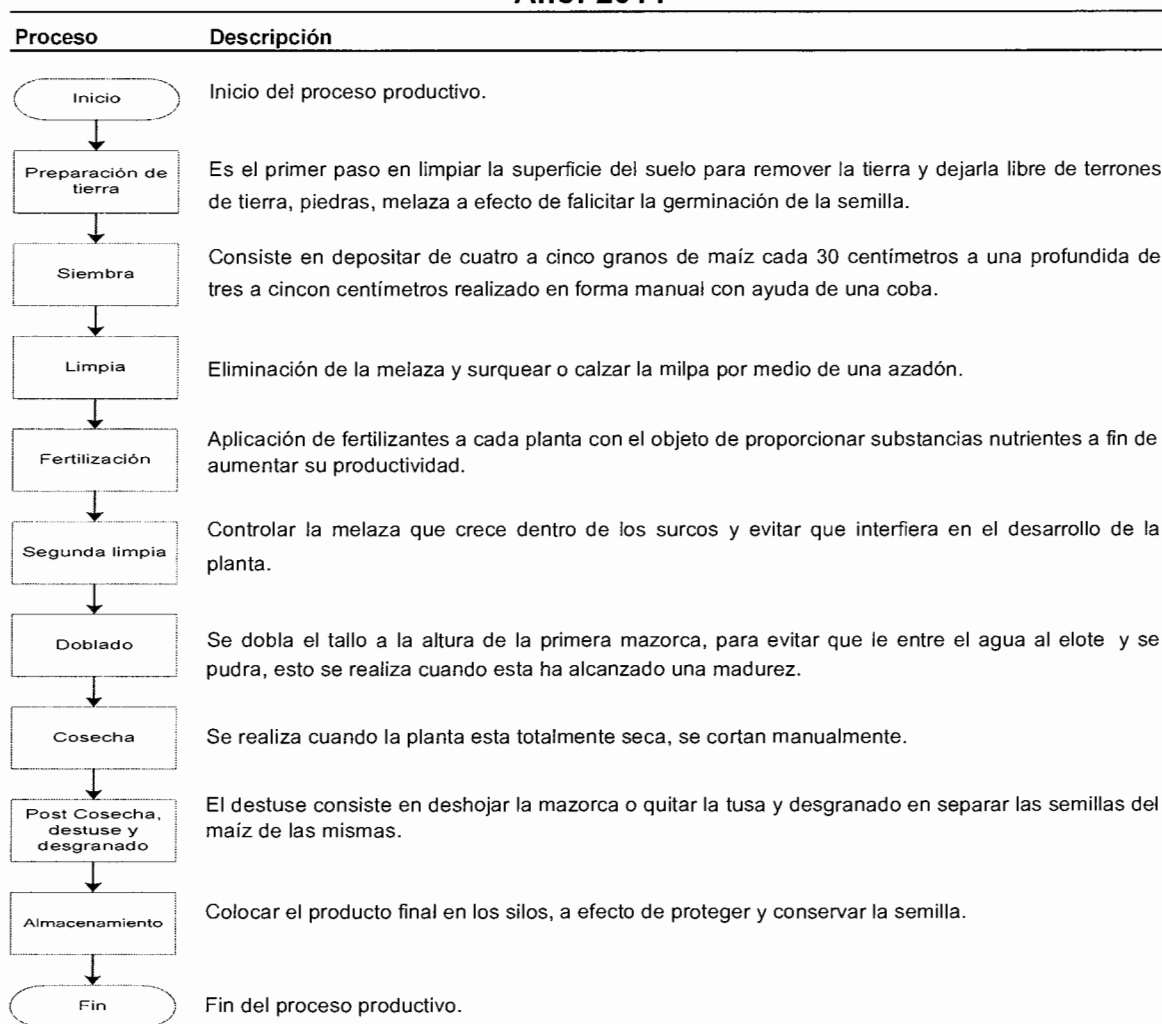 Proceso Descripción
Inicio
Inicio del proceso productivo.
Preparación de
tierra
Es el primer paso en limpiar la superficie del suelo para remover la tierra y dejarla libre de terrones
de tierra, piedras, melaza a efecto de falicitar la germinación de la semilla.
Siembra
Consiste en depositar de cuatro a cinco granos de maíz cada 30 centímetros a una profundida de
tres a cincon centímetros realizado en forma manual con ayuda de una coba.
Limpia
Eliminación de la melaza y surquear o calzar la milpa por medio de una azadón.
Fertilización
Aplicación de fertilizantes a cada planta con el objeto de proporcionar substancias nutrientes a fin de
aumentar su productividad.
Segunda limpia
Controlar la melaza que crece dentro de los surcos y evitar que interfiera en el desarrollo de la
planta.
Doblado
Se dobla el tallo a la altura de la primera mazorca, para evitar que le entre el agua al elote y se
pudra, esto se realiza cuando esta ha alcanzado una madurez.
Cosecha
Se realiza cuando la planta esta totalmente seca, se cortan manualmente.
Post Cosecha,
destuse y
desgranado
El destuse consiste en deshojar la mazorca o quitar la tusa y desgranado en separar las semillas del
maíz de las mismas.
Almacenamiento
Colocar el producto final en los silos, a efecto de proteger y conservar la semilla.
Fin
Fin del proceso productivo.